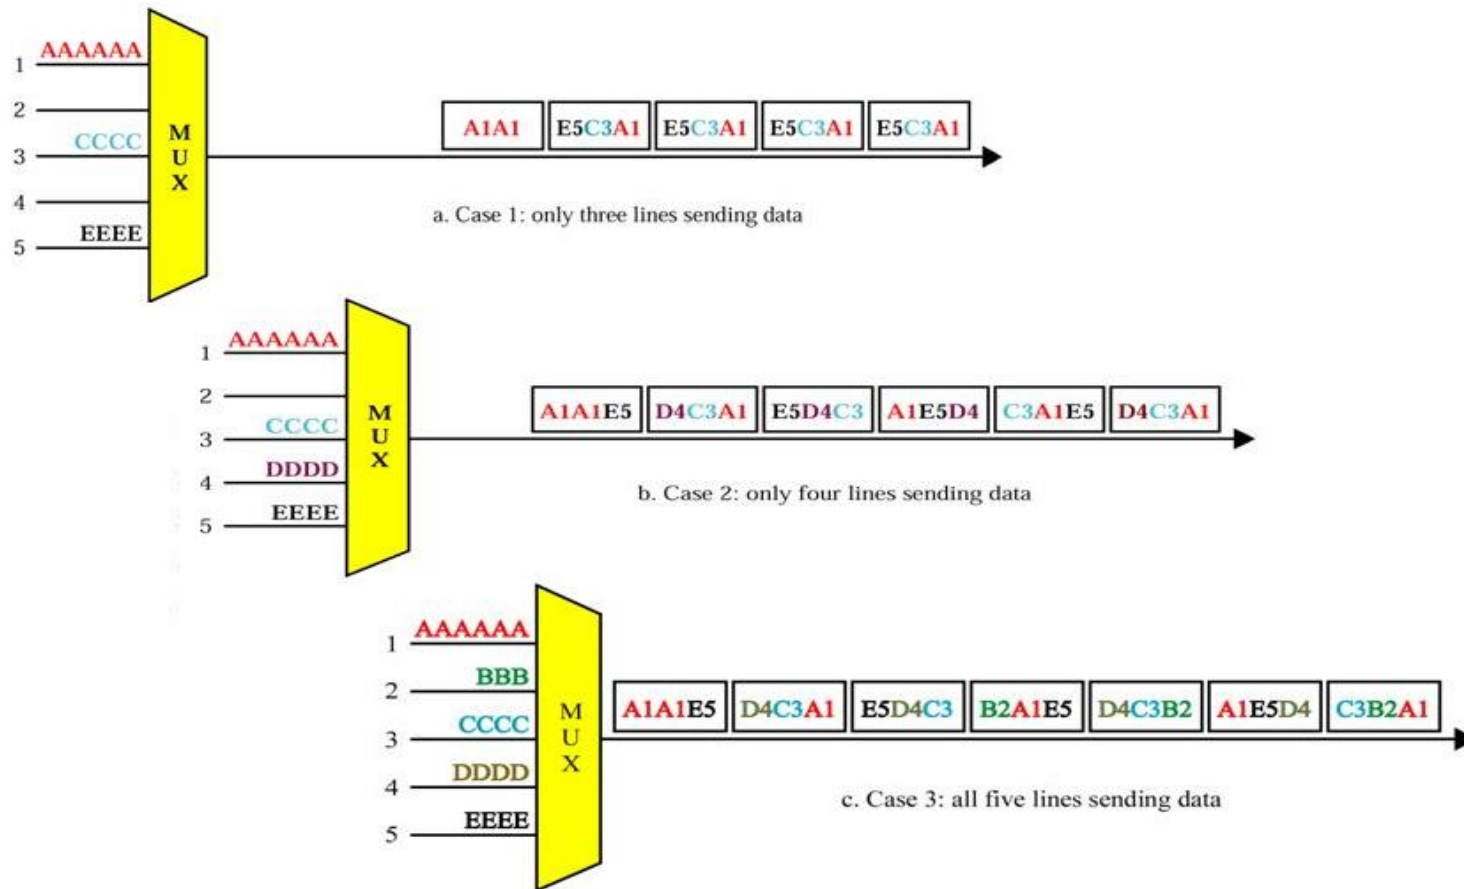 AAAAAA
1
2
CCCC
3
4
EEEE
5
M
U
X
A1A1 E5C3A1 E5C3A1 E5C3A1 E5C3A1
a. Case 1: only three lines sending data
AAAAAA
1
2
CCCC
3
DDDD
4
EEEE
5
M
U
X
A1A1E5 D4C3A1 E5D4C3 A1E5D4 C3A1E5 D4C3A1
b. Case 2: only four lines sending data
AAAAAA
1
BBB
2
CCCC
3
DDDD
4
EEEE
5
M
U
X
A1A1E5 D4C3A1 E5D4C3 B2A1E5 D4C3B2 A1E5D4 C3B2A1
c. Case 3: all five lines sending data